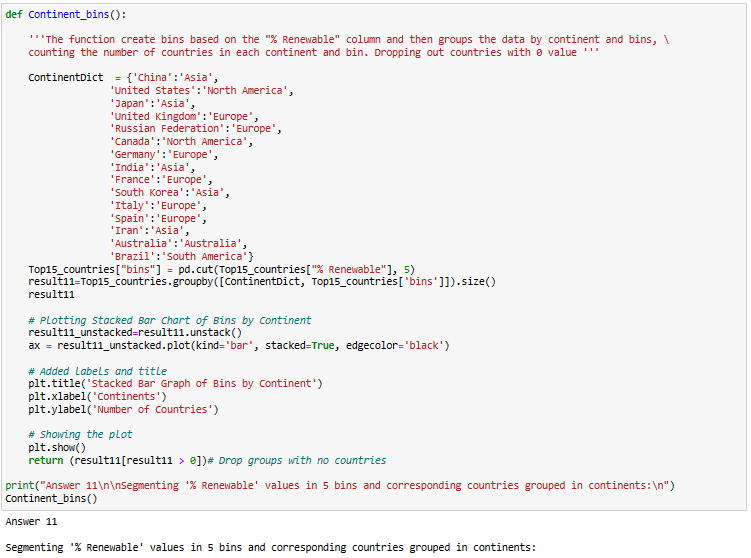 def Continent_bins():
'''The function create bins based on the "% Renewable" column and then groups the data by continent and bins, \
counting the number of countries in each continent and bin. Dropping out countries with 0 value '''
ContinentDict  = {'China':'Asia',
'United States':'North America',
'Japan':'Asia',
'United Kingdom':'Europe',
'Russian Federation':'Europe',
'Canada':'North America',
'Germany':'Europe',
'India':'Asia',
'France':'Europe',
'South Korea':'Asia',
'Italy':'Europe',
'Spain':'Europe',
'Iran':'Asia',
'Australia':'Australia',
'Brazil':'South America'}
Top15_countries["bins"] = pd.cut(Top15_countries["% Renewable"], 5)
result11=Top15_countries.groupby([ContinentDict, Top15_countries['bins']]).size()
result11
# Plotting Stacked Bar Chart of Bins by Continent
result11_unstacked=result11.unstack()
ax = result11_unstacked.plot(kind='bar', stacked=True, edgecolor='black')
# Added labels and title
plt.title('Stacked Bar Graph of Bins by Continent')
plt.xlabel('Continents')
plt.ylabel('Number of Countries')
# Showing the plot
plt.show()
return (result11[result11 > 0])# Drop groups with no countries
print("Answer 11\n\nSegmenting '% Renewable' values in 5 bins and corresponding countries grouped in continents:\n")
Continent_bins()
Answer 11
Segmenting '% Renewable' values in 5 bins and corresponding countries grouped in continents: